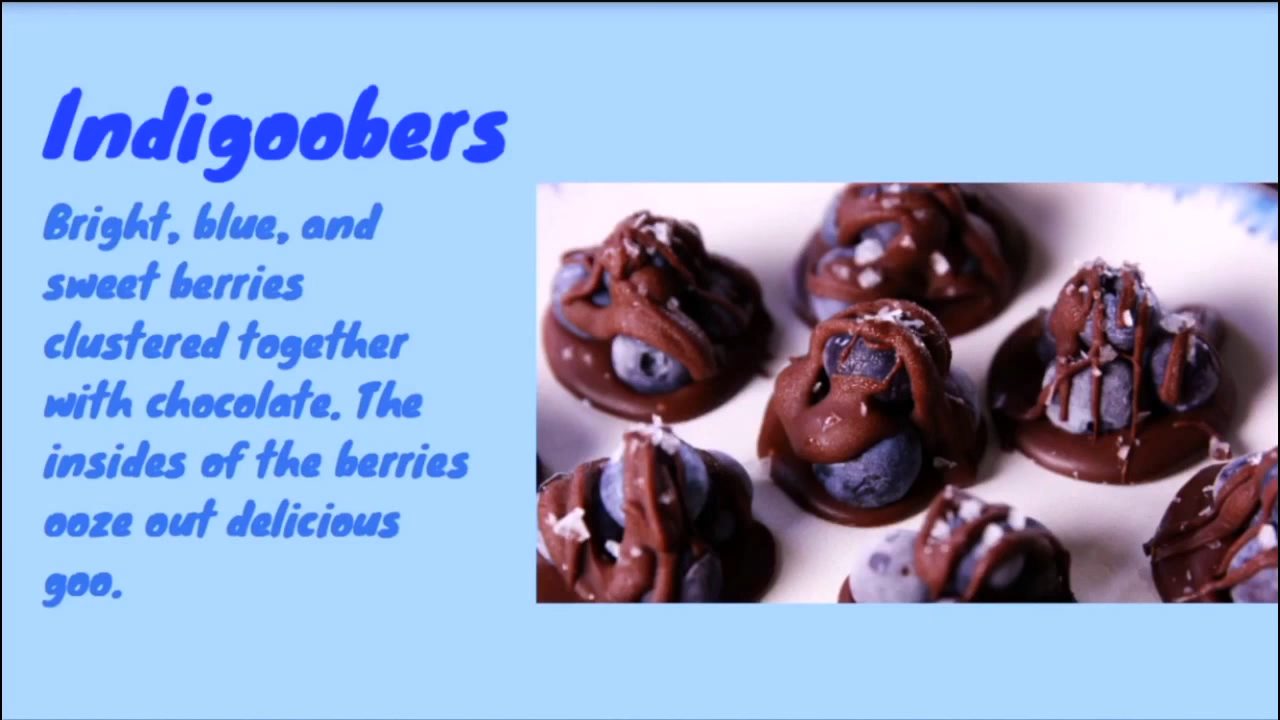 Indigoobers
Bright, blue, and
sweet berries
clustered together
with chocolate. The
insides of the berries
ooze out delicious
goo.